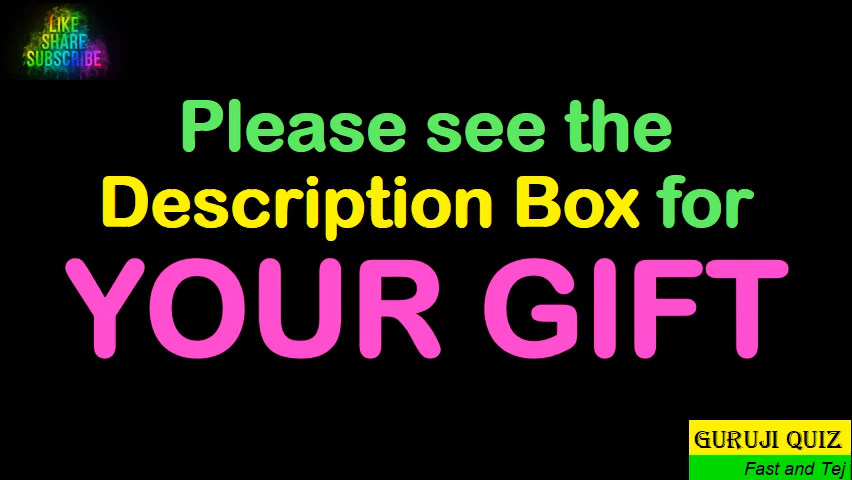 LIKE
SHARE
SUBSCRIBE
Please see the
Description Box for
YOUR GIFT
GURUJI QUIZ
Fast and Tej